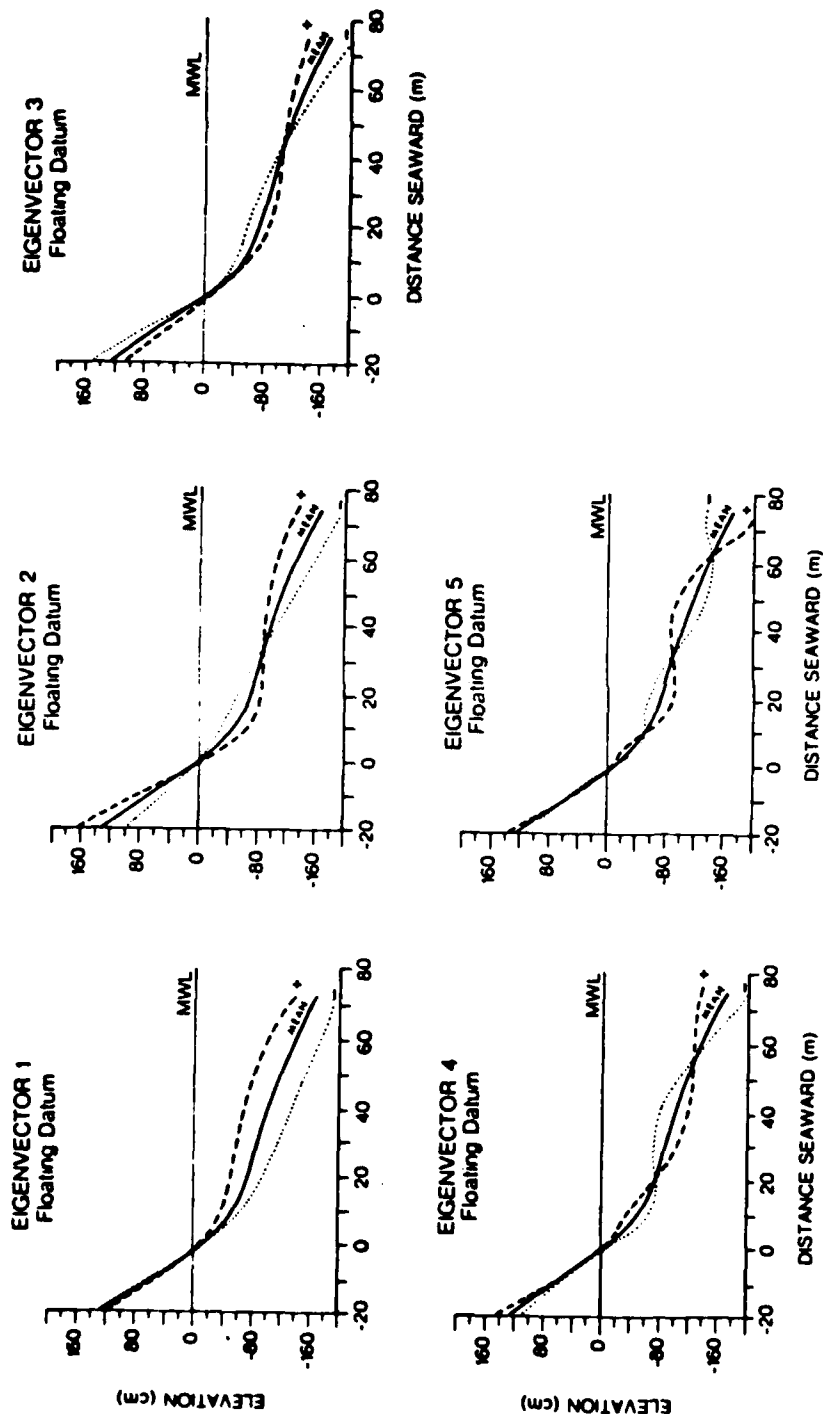 EIGENVECTOR 1
Floating Datum
160
80
0
-80
-160
ELEVATION (cm)
MWL
MEAN
+
-20
0
20
40
60
80
EIGENVECTOR 2
Floating Datum
160
80
0
-80
-160
MWL
MEAN
+
-20
0
20
40
60
80
EIGENVECTOR 3
Floating Datum
160
80
0
-80
-160
MWL
MEAN
+
-20
0
20
40
60
80
DISTANCE SEAWARD (m)
EIGENVECTOR 4
Floating Datum
160
80
0
-80
-160
ELEVATION (cm)
MWL
MEAN
+
-20
0
20
40
60
80
DISTANCE SEAWARD (m)
EIGENVECTOR 5
Floating Datum
160
80
0
-80
-160
MWL
MEAN
+
-20
0
20
40
60
80
DISTANCE SEAWARD (m)